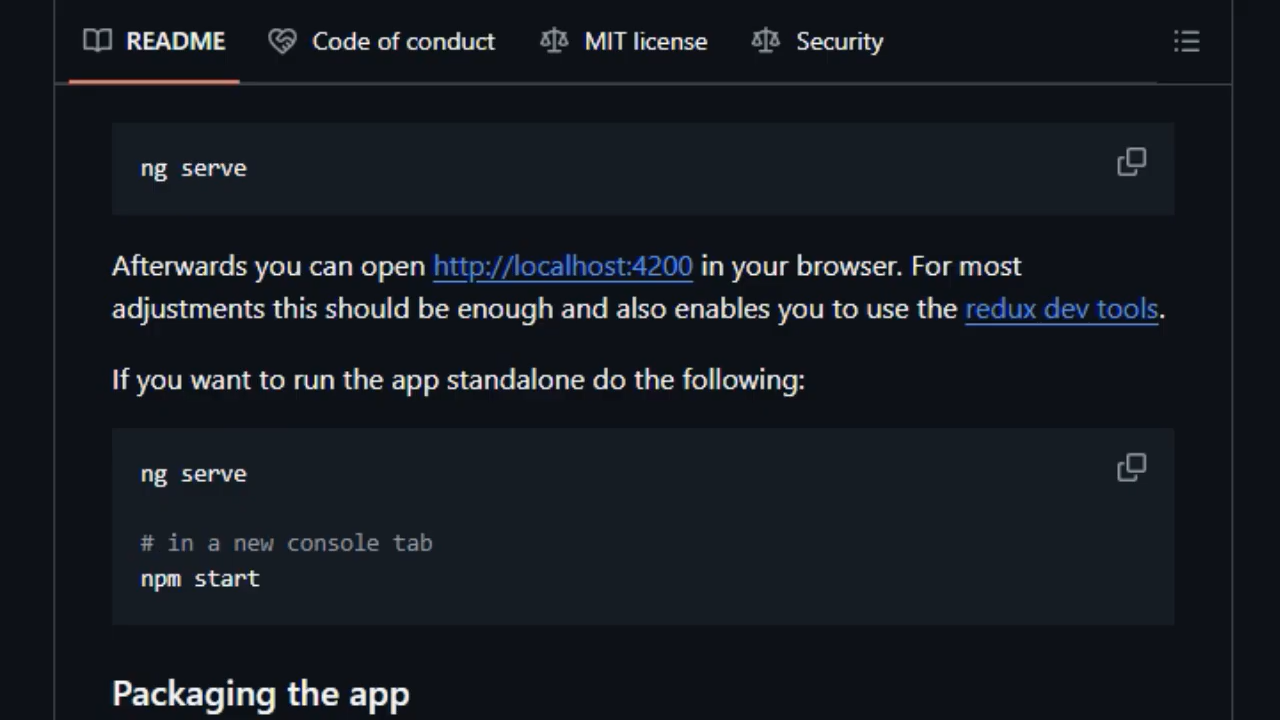 README Code of conduct MIT license Security
ng serve
Afterwards you can open http://localhost:4200 in your browser. For most
adjustments this should be enough and also enables you to use the redux dev tools.
If you want to run the app standalone do the following:
ng serve
# in a new console tab
npm start
Packaging the app